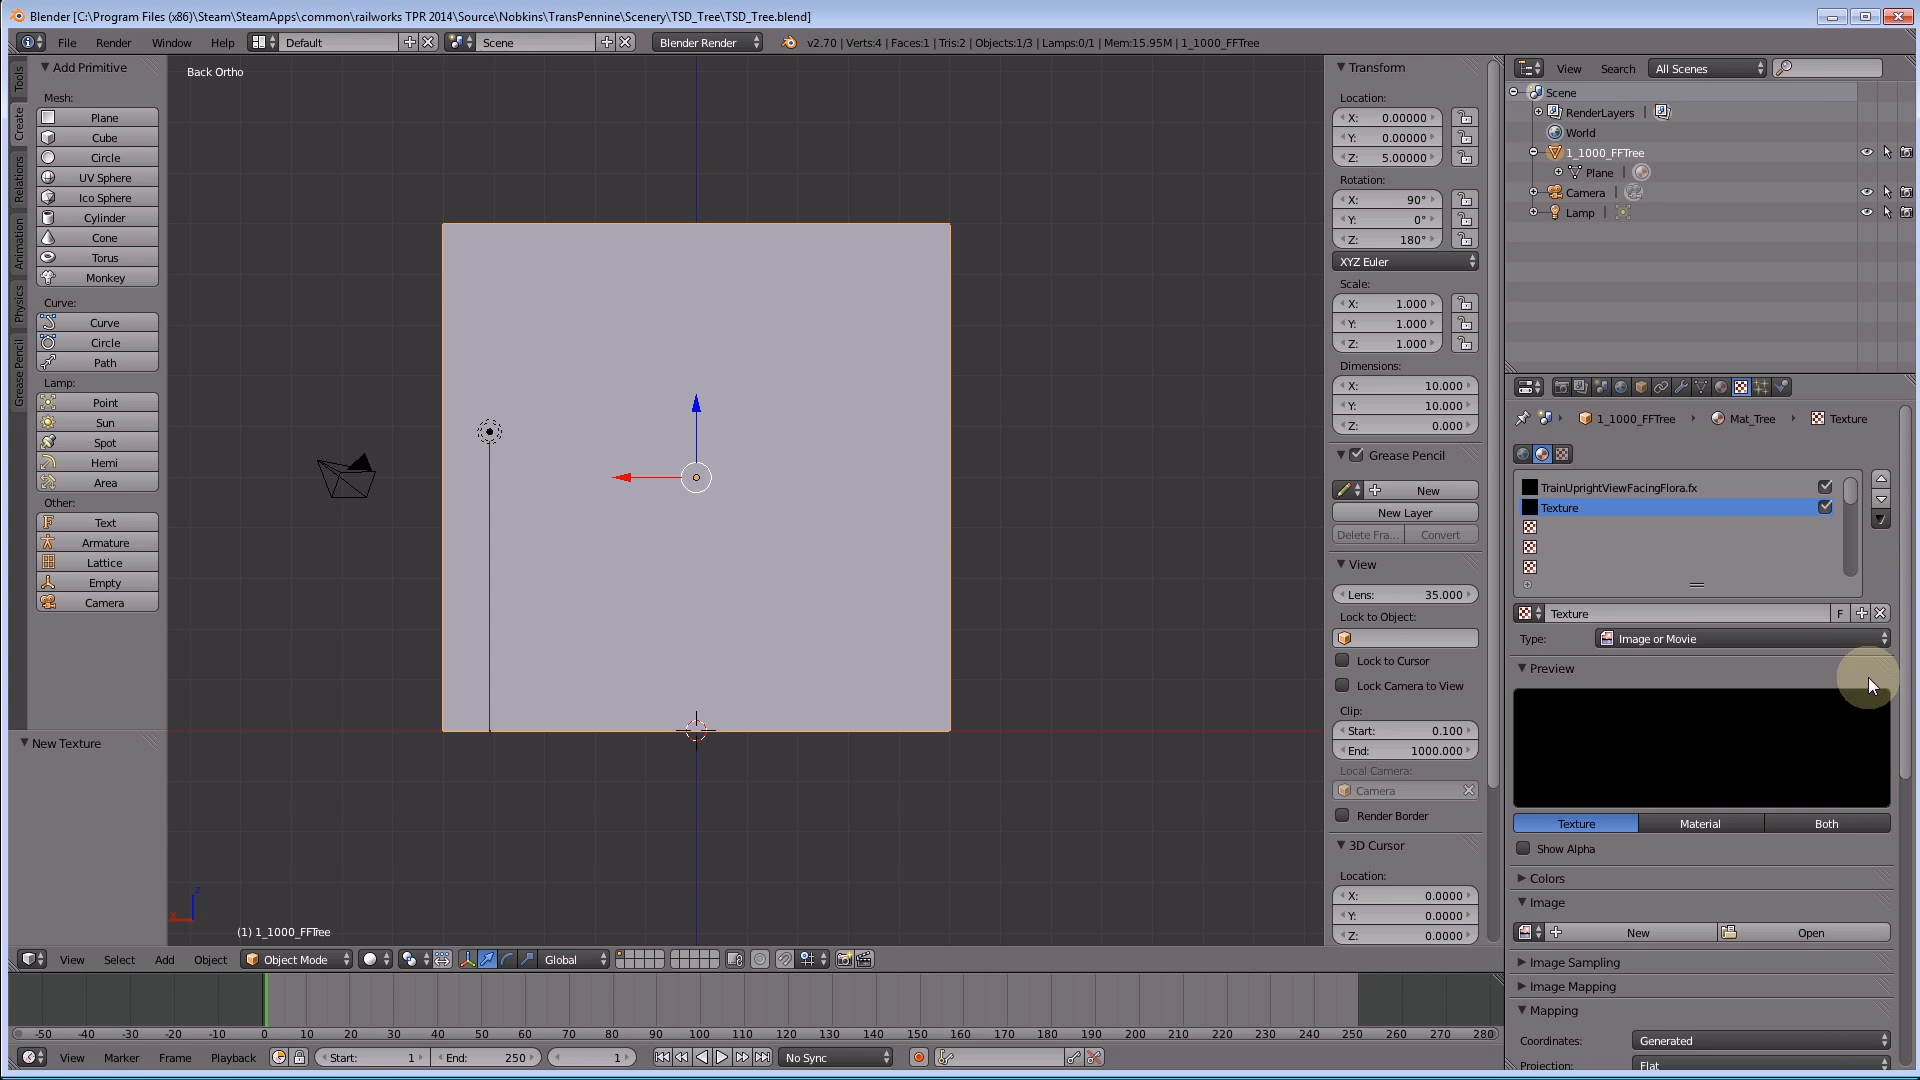 Blender [C:\Program Files (x86)\Steam\SteamApps\common\railworks TPR 2014\Source\Nobkins\TransPennine\Scenery\TSD_Tree\TSD_Tree.blend]
File Render Window Help Default Scene Blender Render v2.70 | Verts:4 | Faces:1 | Tris:2 | Objects:1/3 | Lamps:0/1 | Mem:15.95M | 1_1000_FFTree
Tools
Create
Relations
Animation
Physics
Grease Pencil
Add Primitive
Mesh:
Plane
Cube
Circle
UV Sphere
Ico Sphere
Cylinder
Cone
Torus
Monkey
Curve:
Curve
Circle
Path
Lamp:
Point
Sun
Spot
Hemi
Area
Other:
Text
Armature
Lattice
Empty
Camera
New Texture
Back Ortho
z
x
(1) 1_1000_FFTree
Transform
Location:
X: 0.00000
Y: 0.00000
Z: 5.00000
Rotation:
X: 90°
Y: 0°
Z: 180°
XYZ Euler
Scale:
X: 1.000
Y: 1.000
Z: 1.000
Dimensions:
X: 10.000
Y: 10.000
Z: 0.000
Grease Pencil
New
New Layer
Delete Fra... Convert
View
Lens: 35.000
Lock to Object:
Lock to Cursor
Lock Camera to View
Clip:
Start: 0.100
End: 1000.000
Local Camera:
Camera
Render Border
3D Cursor
Location:
X: 0.0000
Y: 0.0000
Z: 0.0000
View Search All Scenes
Scene
RenderLayers
World
1_1000_FFTree
Plane
Camera
Lamp
1_1000_FFTree Mat_Tree Texture
TrainUprightViewFacingFlora.fx
Texture
Texture F
Type: Image or Movie
Preview
Texture Material Both
Show Alpha
Colors
Image
New Open
Image Sampling
Image Mapping
Mapping
Coordinates: Generated
Projection: Flat
View Select Add Object Object Mode Global
-50 -40 -30 -20 -10 0 10 20 30 40 50 60 70 80 90 100 110 120 130 140 150 160 170 180 190 200 210 220 230 240 250 260 270 280
View Marker Frame Playback Start: 1 End: 250 1 No Sync